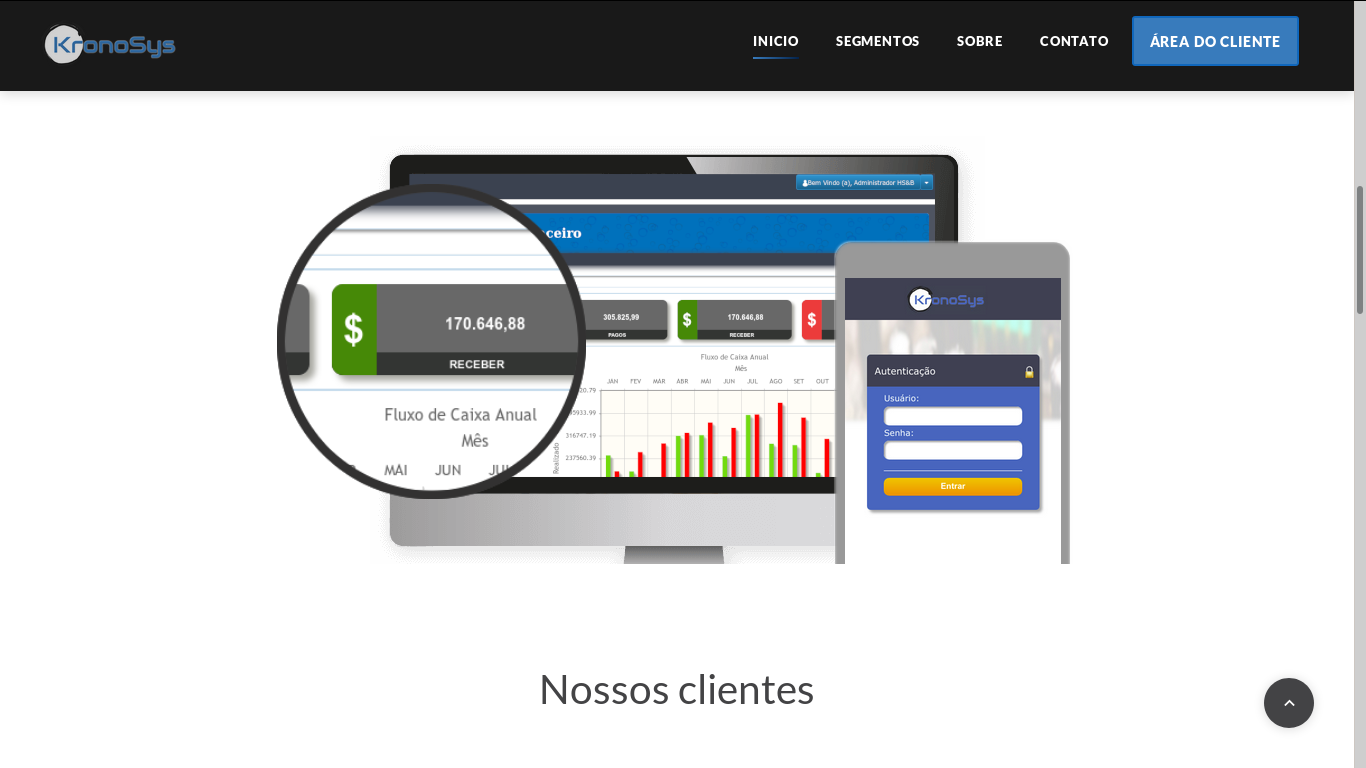 KronoSys
INICIO
SEGMENTOS
SOBRE
CONTATO
ÁREA DO CLIENTE
Bem Vindo (a), Administrador HS&B
ceiro
$
170.646,88
RECEBER
Fluxo de Caixa Anual
Mês
MAI JUN
305.825,99
PAGOS
$
170.646,88
RECEBER
$
Fluxo de Caixa Anual
Mês
JAN FEV MAR ABR MAI JUN JUL AGO SET OUT
20.79
95933.99
316747.19
237560.39
Realizado
KronoSys
Autenticação
Usuário:
Senha:
Entrar
Nossos clientes